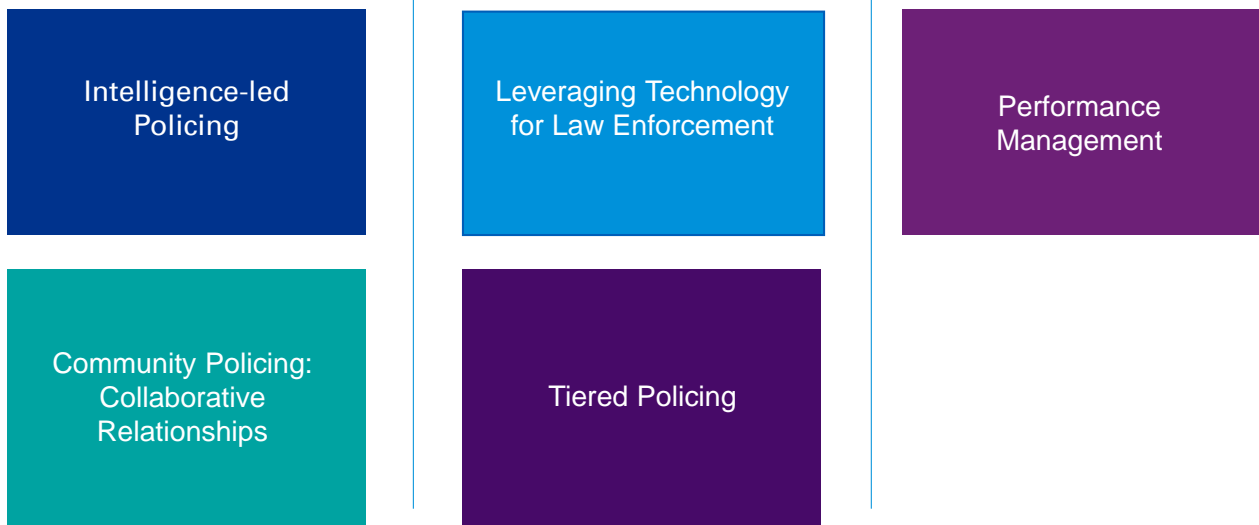 Intelligence-led
Policing
Leveraging Technology
for Law Enforcement
Performance
Management
Community Policing:
Collaborative
Relationships
Tiered Policing